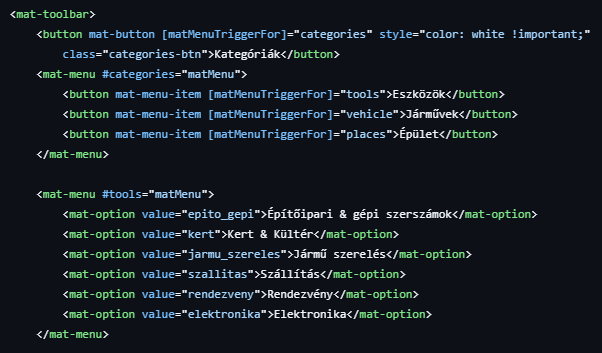 <mat-toolbar>
<button mat-button [matMenuTriggerFor]="categories" style="color: white !important;"
class="categories-btn">Kategóriák</button>
<mat-menu #categories="matMenu">
<button mat-menu-item [matMenuTriggerFor]="tools">Eszközök</button>
<button mat-menu-item [matMenuTriggerFor]="vehicle">Járművek</button>
<button mat-menu-item [matMenuTriggerFor]="places">Épület</button>
</mat-menu>
<mat-menu #tools="matMenu">
<mat-option value="epito_gepi">Építőipari & gépi szerszámok</mat-option>
<mat-option value="kert">Kert & Kültér</mat-option>
<mat-option value="jarmu_szereles">Jármű szerelés</mat-option>
<mat-option value="szallitas">Szállítás</mat-option>
<mat-option value="rendezveny">Rendezvény</mat-option>
<mat-option value="elektronika">Elektronika</mat-option>
</mat-menu>